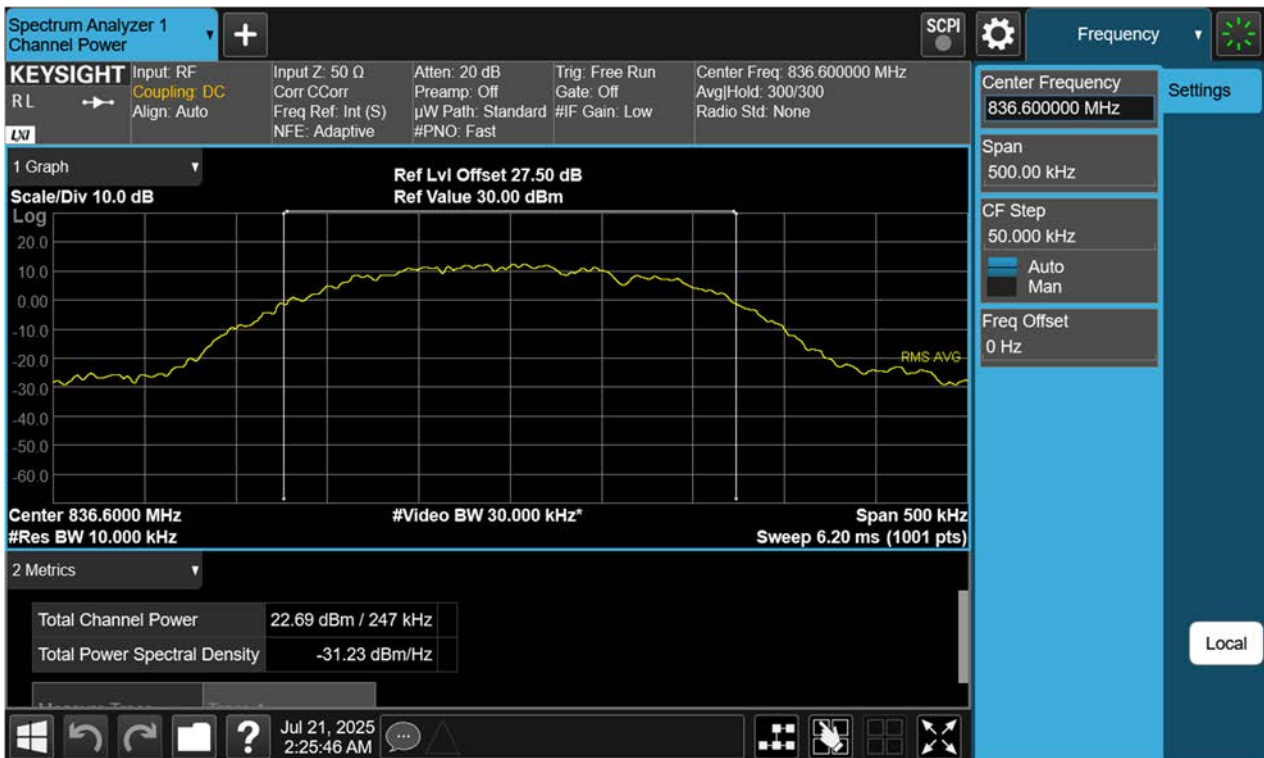 Spectrum Analyzer 1
Channel Power
SCPI
Frequency
KEYSIGHT
RL
LXI
Input: RF
Coupling: DC
Align: Auto
Input Z: 50 Ω
Corr CCorr
Freq Ref: Int (S)
NFE: Adaptive
Atten: 20 dB
Preamp: Off
µW Path: Standard
#PNO: Fast
Trig: Free Run
Gate: Off
#IF Gain: Low
Center Freq: 836.600000 MHz
Avg|Hold: 300/300
Radio Std: None
Center Frequency
836.600000 MHz
Settings
Span
500.00 kHz
CF Step
50.000 kHz
Auto
Man
Freq Offset
0 Hz
Local
1 Graph
Ref Lvl Offset 27.50 dB
Scale/Div 10.0 dB
Ref Value 30.00 dBm
Log
20.0
10.0
0.00
-10.0
-20.0
-30.0
-40.0
-50.0
-60.0
RMS AVG
Center 836.6000 MHz
#Video BW 30.000 kHz*
Span 500 kHz
#Res BW 10.000 kHz
Sweep 6.20 ms (1001 pts)
2 Metrics
Total Channel Power 22.69 dBm / 247 kHz
Total Power Spectral Density -31.23 dBm/Hz
?
Jul 21, 2025
2:25:46 AM